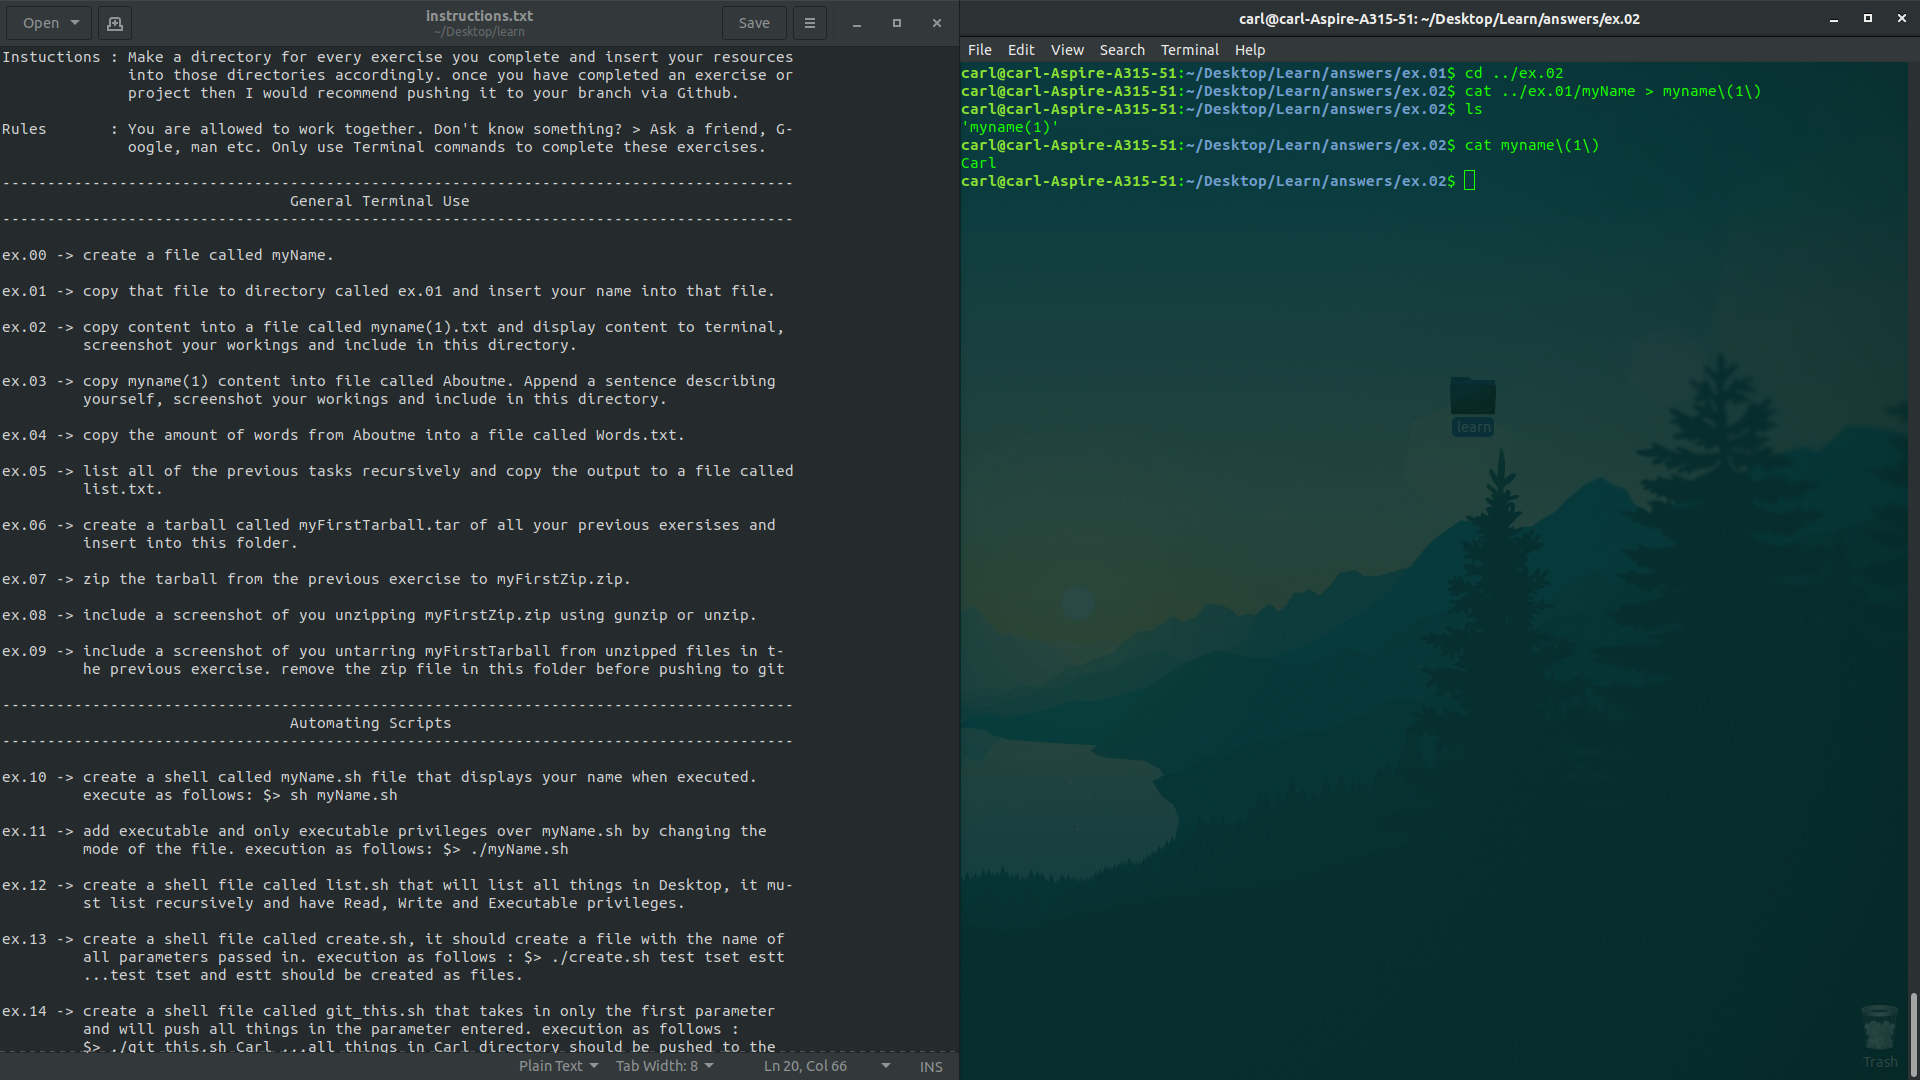 Open
instructions.txt
~/Desktop/learn
Save
Instuctions : Make a directory for every exercise you complete and insert your resources
into those directories accordingly. once you have completed an exercise or
project then I would recommend pushing it to your branch via Github.
Rules : You are allowed to work together. Don't know something? > Ask a friend, G-
oogle, man etc. Only use Terminal commands to complete these exercises.
----------------------------------------------------------------------------------------
General Terminal Use
----------------------------------------------------------------------------------------
ex.00 -> create a file called myName.
ex.01 -> copy that file to directory called ex.01 and insert your name into that file.
ex.02 -> copy content into a file called myname(1).txt and display content to terminal,
screenshot your workings and include in this directory.
ex.03 -> copy myname(1) content into file called Aboutme. Append a sentence describing
yourself, screenshot your workings and include in this directory.
ex.04 -> copy the amount of words from Aboutme into a file called Words.txt.
ex.05 -> list all of the previous tasks recursively and copy the output to a file called
list.txt.
ex.06 -> create a tarball called myFirstTarball.tar of all your previous exersises and
insert into this folder.
ex.07 -> zip the tarball from the previous exercise to myFirstZip.zip.
ex.08 -> include a screenshot of you unzipping myFirstZip.zip using gunzip or unzip.
ex.09 -> include a screenshot of you untarring myFirstTarball from unzipped files in t-
he previous exercise. remove the zip file in this folder before pushing to git
----------------------------------------------------------------------------------------
Automating Scripts
----------------------------------------------------------------------------------------
ex.10 -> create a shell called myName.sh file that displays your name when executed.
execute as follows: $> sh myName.sh
ex.11 -> add executable and only executable privileges over myName.sh by changing the
mode of the file. execution as follows: $> ./myName.sh
ex.12 -> create a shell file called list.sh that will list all things in Desktop, it mu-
st list recursively and have Read, Write and Executable privileges.
ex.13 -> create a shell file called create.sh, it should create a file with the name of
all parameters passed in. execution as follows : $> ./create.sh test tset estt
...test tset and estt should be created as files.
ex.14 -> create a shell file called git_this.sh that takes in only the first parameter
and will push all things in the parameter entered. execution as follows :
$> ./git_this.sh Carl ...all things in Carl directory should be pushed to the
Plain Text Tab Width: 8 Ln 20, Col 66 INS
carl@carl-Aspire-A315-51: ~/Desktop/Learn/answers/ex.02
File Edit View Search Terminal Help
carl@carl-Aspire-A315-51:~/Desktop/Learn/answers/ex.01$ cd ../ex.02
carl@carl-Aspire-A315-51:~/Desktop/Learn/answers/ex.02$ cat ../ex.01/myName > myname\(1\)
carl@carl-Aspire-A315-51:~/Desktop/Learn/answers/ex.02$ ls
'myname(1)'
carl@carl-Aspire-A315-51:~/Desktop/Learn/answers/ex.02$ cat myname\(1\)
Carl
carl@carl-Aspire-A315-51:~/Desktop/Learn/answers/ex.02$
learn
Trash